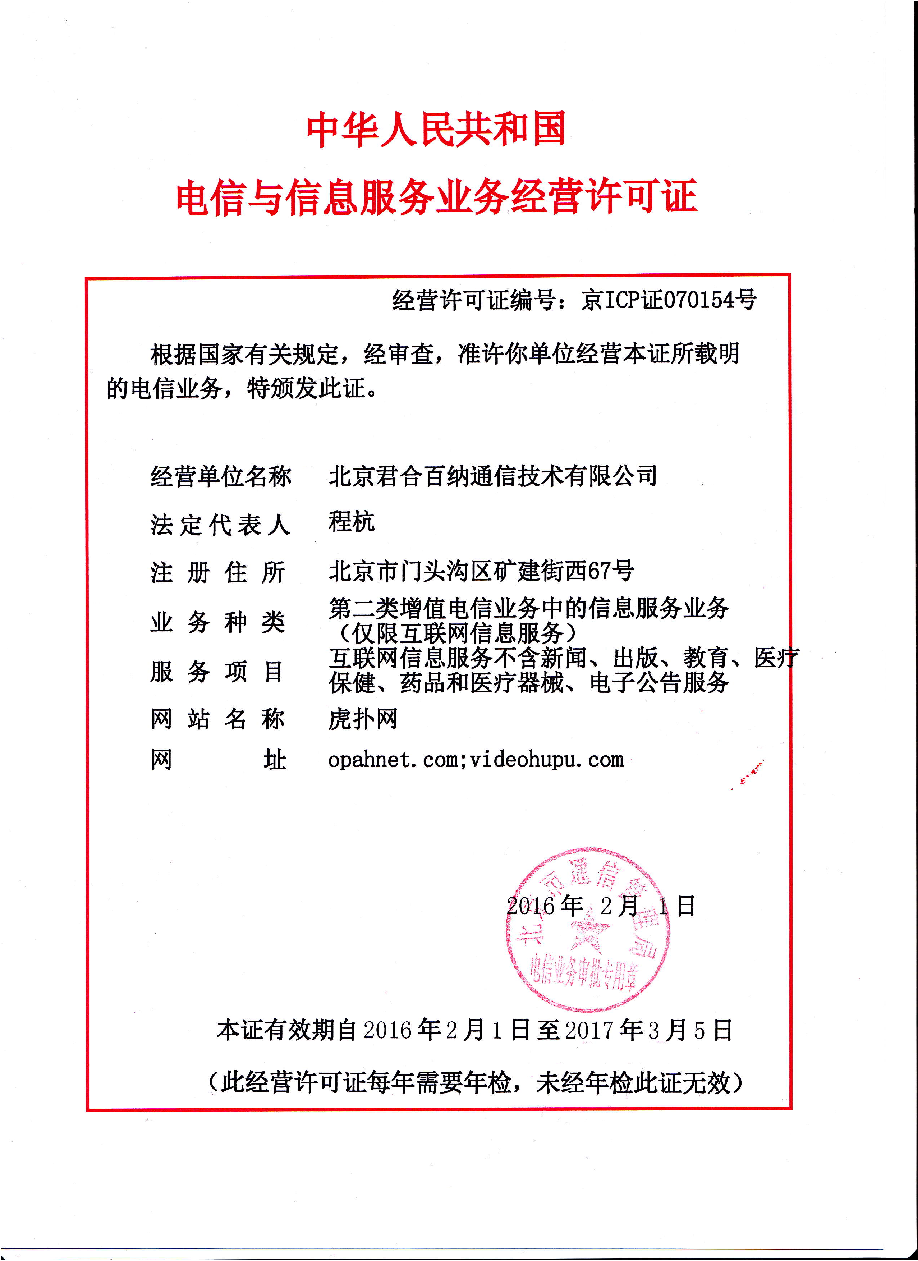 中华人民共和国
电信与信息服务业务经营许可证
经营许可证编号：京ICP证070154号
根据国家有关规定，经审查，准许你单位经营本证所载明
的电信业务，特颁发此证。
经营单位名称 北京君合百纳通信技术有限公司
法定代表人 程杭
注册住所 北京市门头沟区矿建街西67号
业务种类 第二类增值电信业务中的信息服务业务
（仅限互联网信息服务）
服务项目 互联网信息服务不含新闻、出版、教育、医疗
保健、药品和医疗器械、电子公告服务
网站名称 虎扑网
网址 opahnet.com;videohupu.com
北京市通信管理局
2016年 2月 1日
电信业务审批专用章
本证有效期自2016年2月1日至2017年3月5日
（此经营许可证每年需要年检，未经年检此证无效）